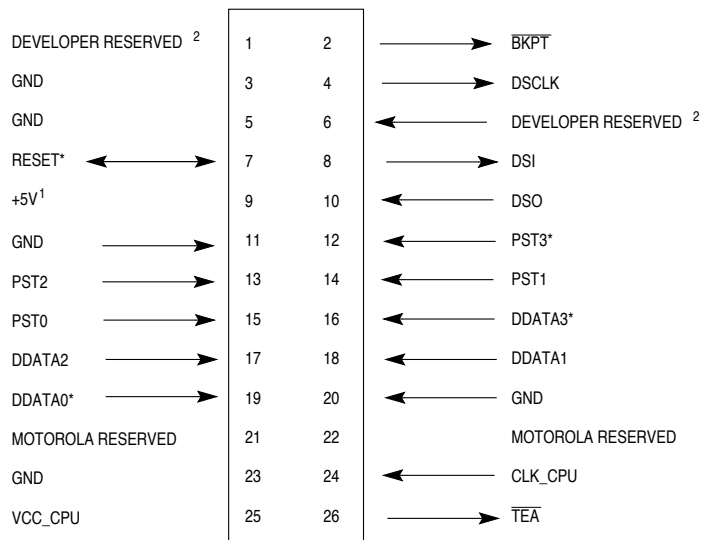 DEVELOPER RESERVED 2 1 2 BKPT
GND 3 4 DSCLK
GND 5 6 DEVELOPER RESERVED 2
RESET* 7 8 DSI
+5V1 9 10 DSO
GND 11 12 PST3*
PST2 13 14 PST1
PST0 15 16 DDATA3*
DDATA2 17 18 DDATA1
DDATA0* 19 20 GND
MOTOROLA RESERVED 21 22 MOTOROLA RESERVED
GND 23 24 CLK_CPU
VCC_CPU 25 26 TEA